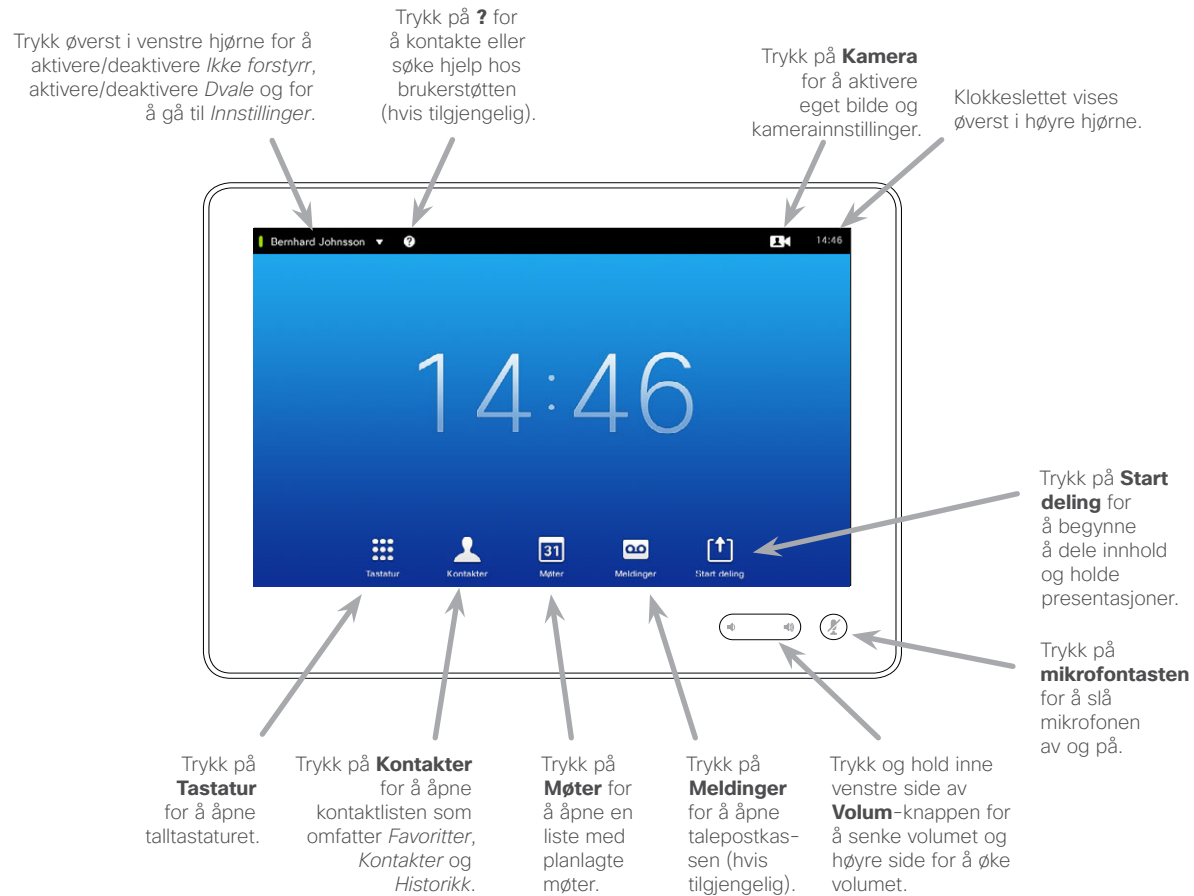 Trykk øverst i venstre hjørne for å
aktivere/deaktivere Ikke forstyrr,
aktivere/deaktivere Dvale og for
å gå til Innstillinger.
Trykk på ? for
å kontakte eller
søke hjelp hos
brukerstøtten
(hvis tilgjengelig).
Trykk på Kamera
for å aktivere
eget bilde og
kamerainnstillinger.
Klokkeslettet vises
øverst i høyre hjørne.
Bernhard Johnsson ?
14:46
14:46
31
Tastatur
Kontakter
Møter
Meldinger
Start deling
Trykk på Start
deling for
å begynne
å dele innhold
og holde
presentasjoner.
Trykk på
mikrofontasten
for å slå
mikrofonen
av og på.
Trykk på
Tastatur
for å åpne
talltastaturet.
Trykk på Kontakter
for å åpne
kontaktlisten som
omfatter Favoritter,
Kontakter og
Historikk.
Trykk på
Møter for
å åpne en
liste med
planlagte
møter.
Trykk på
Meldinger
for å åpne
talepostkas-
sen (hvis
tilgjengelig).
Trykk og hold inne
venstre side av
Volum-knappen for
å senke volumet og
høyre side for å øke
volumet.